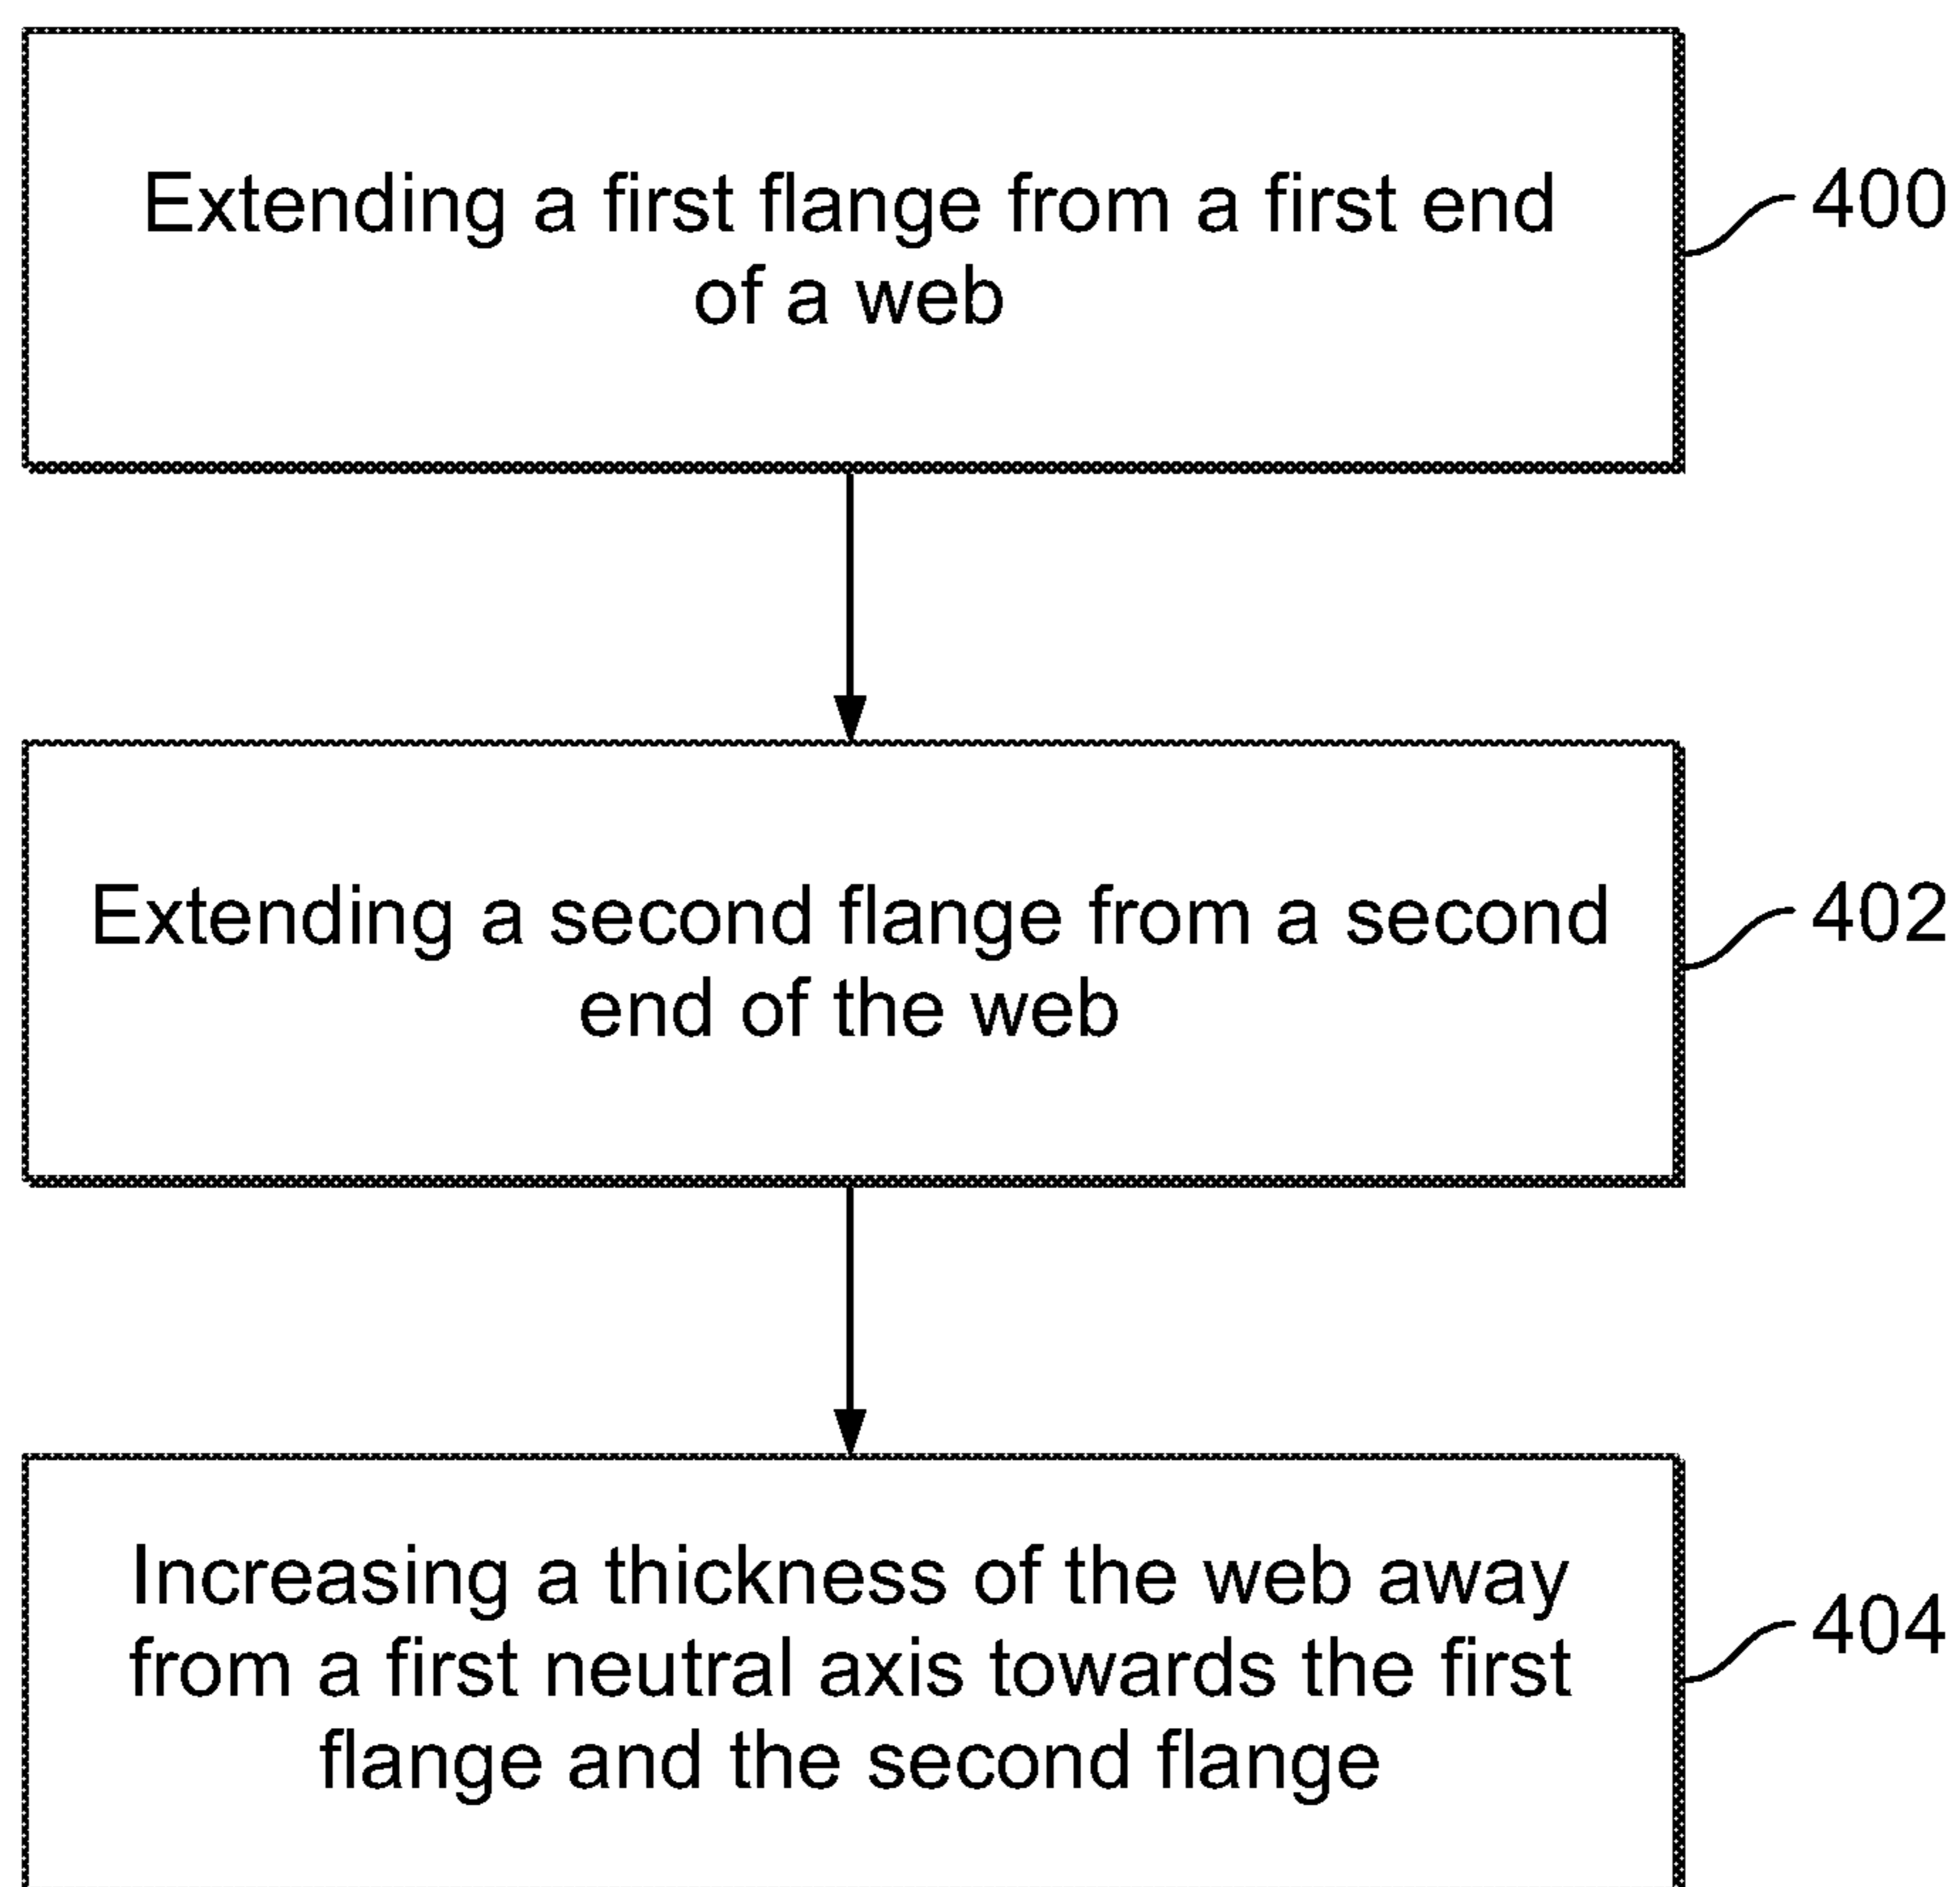 Extending a first flange from a first end
of a web
400
Extending a second flange from a second
end of the web
402
Increasing a thickness of the web away
from a first neutral axis towards the first
flange and the second flange
404